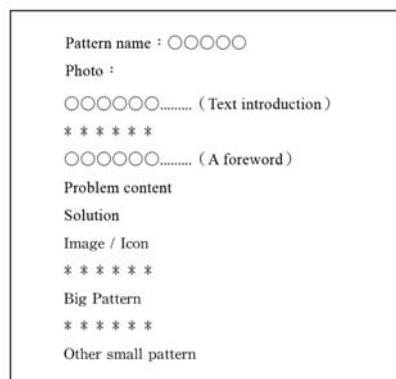 Pattern name：○○○○○
Photo：
○○○○○○………（Text introduction）
＊＊＊＊＊＊
○○○○○○………（A foreword）
Problem content
Solution
Image / Icon
＊＊＊＊＊＊
Big Pattern
＊＊＊＊＊＊
Other small pattern